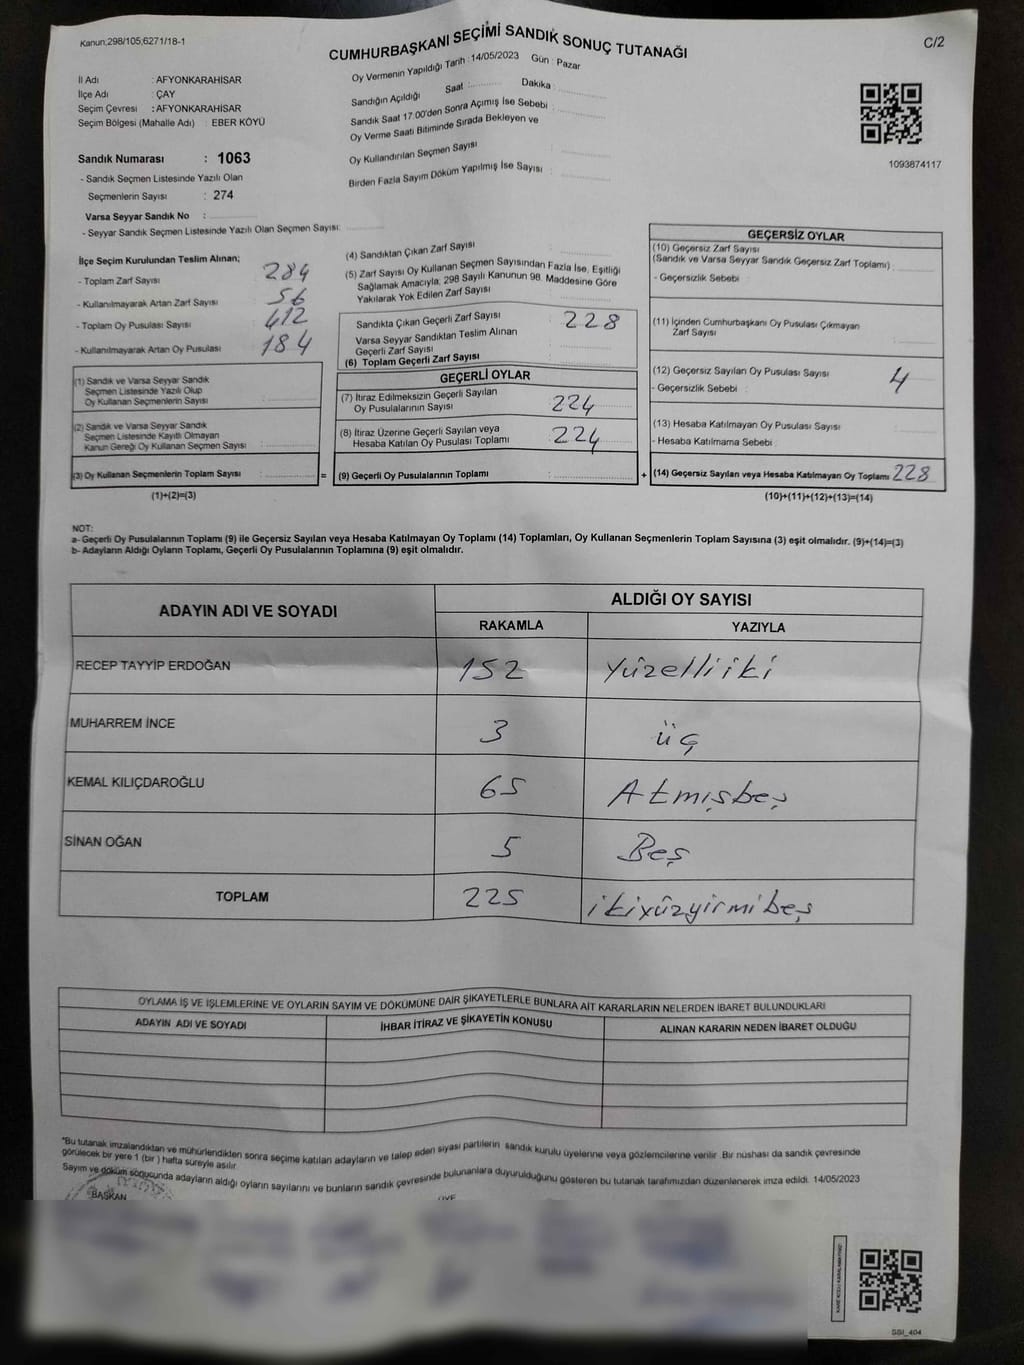 Kanun,298/105,6271/18-1
CUMHURBAŞKANI SEÇİMİ SANDIK SONUÇ TUTANAĞI
C/2
Oy Vermenin Yapıldığı Tarih : 14/05/2023 Gün : Pazar
Sandığın Açıldığı Saat : Dakika :
Sandık Saat 17.00'den Sonra Açımış İse Sebebi :
Oy Verme Saati Bitiminde Sırada Bekleyen ve
Oy Kullandırılan Seçmen Sayısı :
Birden Fazla Sayım Döküm Yapılmış İse Sayısı :
İl Adı : AFYONKARAHİSAR
İlçe Adı : ÇAY
Seçim Çevresi : AFYONKARAHİSAR
Seçim Bölgesi (Mahalle Adı) : EBER KÖYÜ
1093874117
Sandık Numarası : 1063
- Sandık Seçmen Listesinde Yazılı Olan
Seçmenlerin Sayısı : 274
Varsa Seyyar Sandık No :
- Seyyar Sandık Seçmen Listesinde Yazılı Olan Seçmen Sayısı:
İlçe Seçim Kurulundan Teslim Alınan;
- Toplam Zarf Sayısı 284
- Kullanılmayarak Artan Zarf Sayısı 56
- Toplam Oy Pusulası Sayısı 412
- Kullanılmayarak Artan Oy Pusulası 184
(1) Sandık ve Varsa Seyyar Sandık
Seçmen Listesinde Yazılı Olup
Oy Kullanan Seçmenlerin Sayısı :
(2) Sandık ve Varsa Seyyar Sandık
Seçmen Listesinde Kayıtlı Olmayan
Kanun Gereği Oy Kullanan Seçmen Sayısı :
(3) Oy Kullanan Seçmenlerin Toplam Sayısı :
(1)+(2)=(3)
=
(4) Sandıktan Çıkan Zarf Sayısı :
(5) Zarf Sayısı Oy Kullanan Seçmen Sayısından Fazla İse, Eşitliği
Sağlamak Amacıyla, 298 Sayılı Kanunun 98. Maddesine Göre
Yakılarak Yok Edilen Zarf Sayısı :
Sandıkta Çıkan Geçerli Zarf Sayısı : 228
Varsa Seyyar Sandıktan Teslim Alınan
Geçerli Zarf Sayısı :
(6) Toplam Geçerli Zarf Sayısı :
GEÇERLİ OYLAR
(7) İtiraz Edilmeksizin Geçerli Sayılan
Oy Pusulalarının Sayısı : 224
(8) İtiraz Üzerine Geçerli Sayılan veya
Hesaba Katılan Oy Pusulası Toplamı : 224
(9) Geçerli Oy Pusulalarının Toplamı :
+
GEÇERSİZ OYLAR
(10) Geçersiz Zarf Sayısı
(Sandık ve Varsa Seyyar Sandık Geçersiz Zarf Toplamı) :
- Geçersizlik Sebebi :
(11) İçinden Cumhurbaşkanı Oy Pusulası Çıkmayan
Zarf Sayısı :
(12) Geçersiz Sayılan Oy Pusulası Sayısı : 4
- Geçersizlik Sebebi :
(13) Hesaba Katılmayan Oy Pusulası Sayısı :
- Hesaba Katılmama Sebebi :
(14) Geçersiz Sayılan veya Hesaba Katılmayan Oy Toplamı : 228
(10)+(11)+(12)+(13)=(14)
NOT:
a- Geçerli Oy Pusulalarının Toplamı (9) ile Geçersiz Sayılan veya Hesaba Katılmayan Oy Toplamı (14) Toplamları, Oy Kullanan Seçmenlerin Toplam Sayısına (3) eşit olmalıdır. (9)+(14)=(3)
b- Adayların Aldığı Oyların Toplamı, Geçerli Oy Pusulalarının Toplamına (9) eşit olmalıdır.
ADAYIN ADI VE SOYADI
ALDIĞI OY SAYISI
RAKAMLA YAZIYLA
RECEP TAYYİP ERDOĞAN 152 Yüzelliiki
MUHARREM İNCE 3 üç
KEMAL KILIÇDAROĞLU 65 Atmışbeş
SİNAN OĞAN 5 Beş
TOPLAM 225 ikiyüzyirmibeş
OYLAMA İŞ VE İŞLEMLERİNE VE OYLARIN SAYIM VE DÖKÜMÜNE DAİR ŞİKAYETLERLE BUNLARA AİT KARARLARIN NELERDEN İBARET BULUNDUKLARI
ADAYIN ADI VE SOYADI İHBAR İTİRAZ VE ŞİKAYETİN KONUSU ALINAN KARARIN NEDEN İBARET OLDUĞU
*Bu tutanak imzalandıktan ve mühürlendikten sonra seçime katılan adayların ve talep eden siyasi partilerin sandık kurulu üyelerine veya gözlemcilerine verilir. Bir nüshası da sandık çevresinde
görülecek bir yere 1 (bir) hafta süreyle asılır.
Sayım ve döküm sonucunda adayların aldığı oyların sayılarını ve bunların sandık çevresinde bulunanlara duyurulduğunu gösteren bu tutanak tarafımızdan düzenlenerek imza edildi. 14/05/2023
BAŞKAN
SSI_404